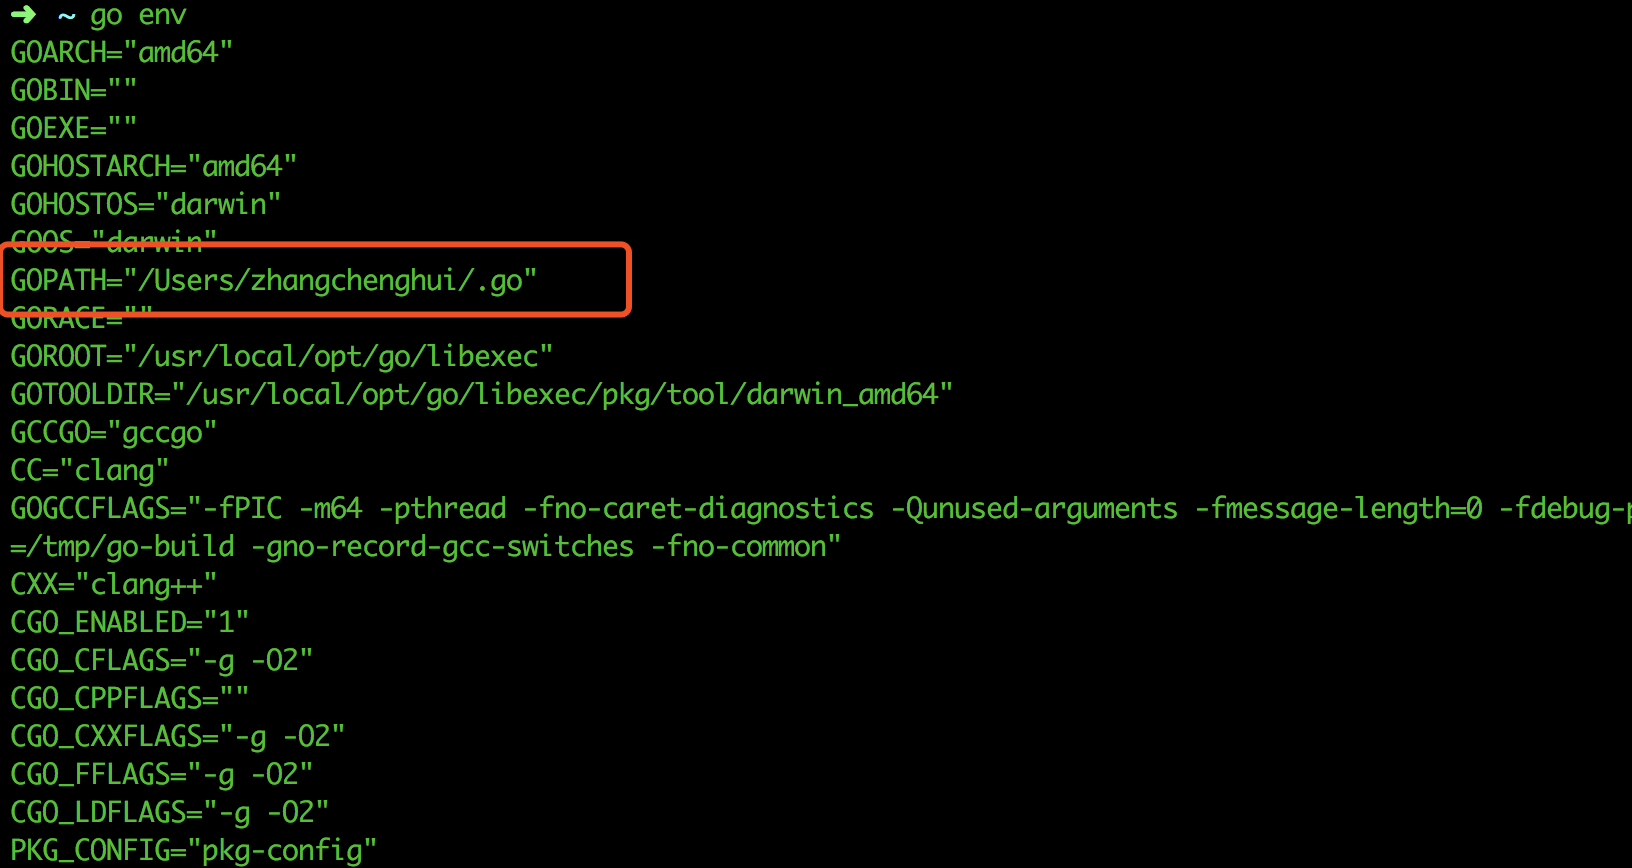 ➜ ~ go env
GOARCH="amd64"
GOBIN=""
GOEXE=""
GOHOSTARCH="amd64"
GOHOSTOS="darwin"
GOOS="darwin"
GOPATH="/Users/zhangchenghui/.go"
GORACE=""
GOROOT="/usr/local/opt/go/libexec"
GOTOOLDIR="/usr/local/opt/go/libexec/pkg/tool/darwin_amd64"
GCCGO="gccgo"
CC="clang"
GOGCCFLAGS="-fPIC -m64 -pthread -fno-caret-diagnostics -Qunused-arguments -fmessage-length=0 -fdebug-p
=/tmp/go-build -gno-record-gcc-switches -fno-common"
CXX="clang++"
CGO_ENABLED="1"
CGO_CFLAGS="-g -O2"
CGO_CPPFLAGS=""
CGO_CXXFLAGS="-g -O2"
CGO_FFLAGS="-g -O2"
CGO_LDFLAGS="-g -O2"
PKG_CONFIG="pkg-config"